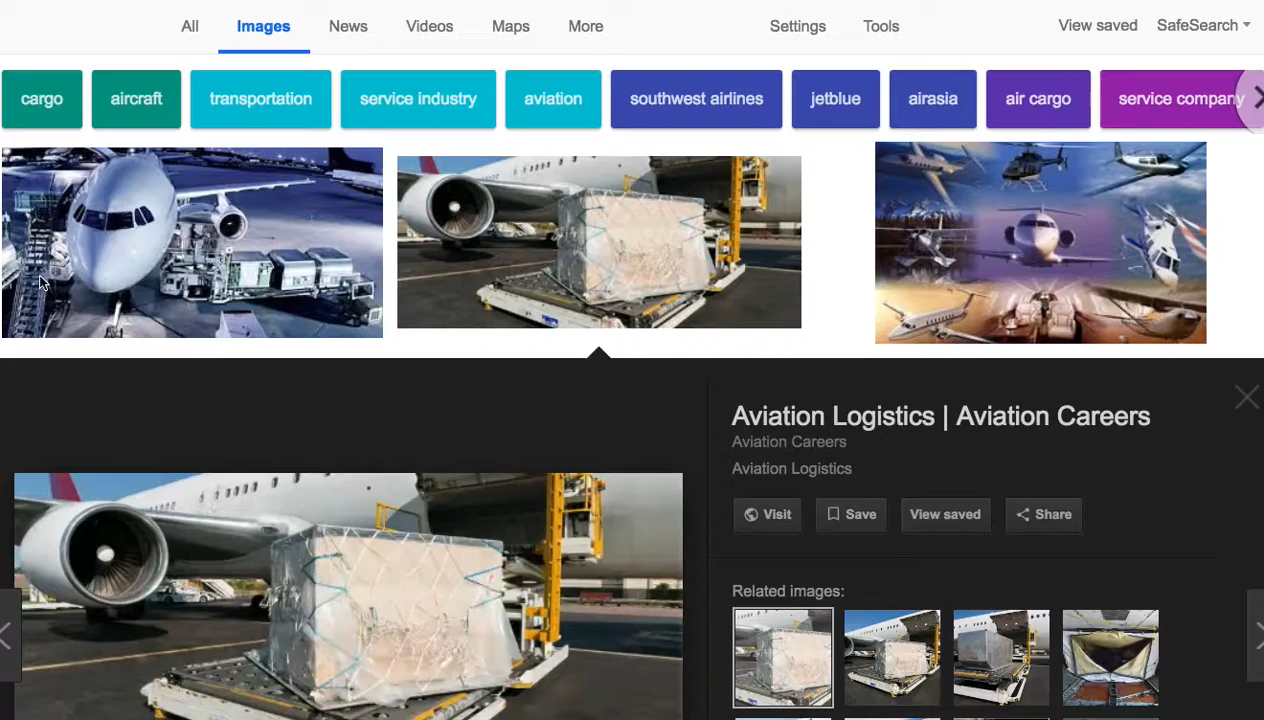 All Images News Videos Maps More Settings Tools View saved SafeSearch
cargo aircraft transportation service industry aviation southwest airlines jetblue airasia air cargo service company
Aviation Logistics | Aviation Careers
Aviation Careers
Aviation Logistics
Visit Save View saved Share
Related images: